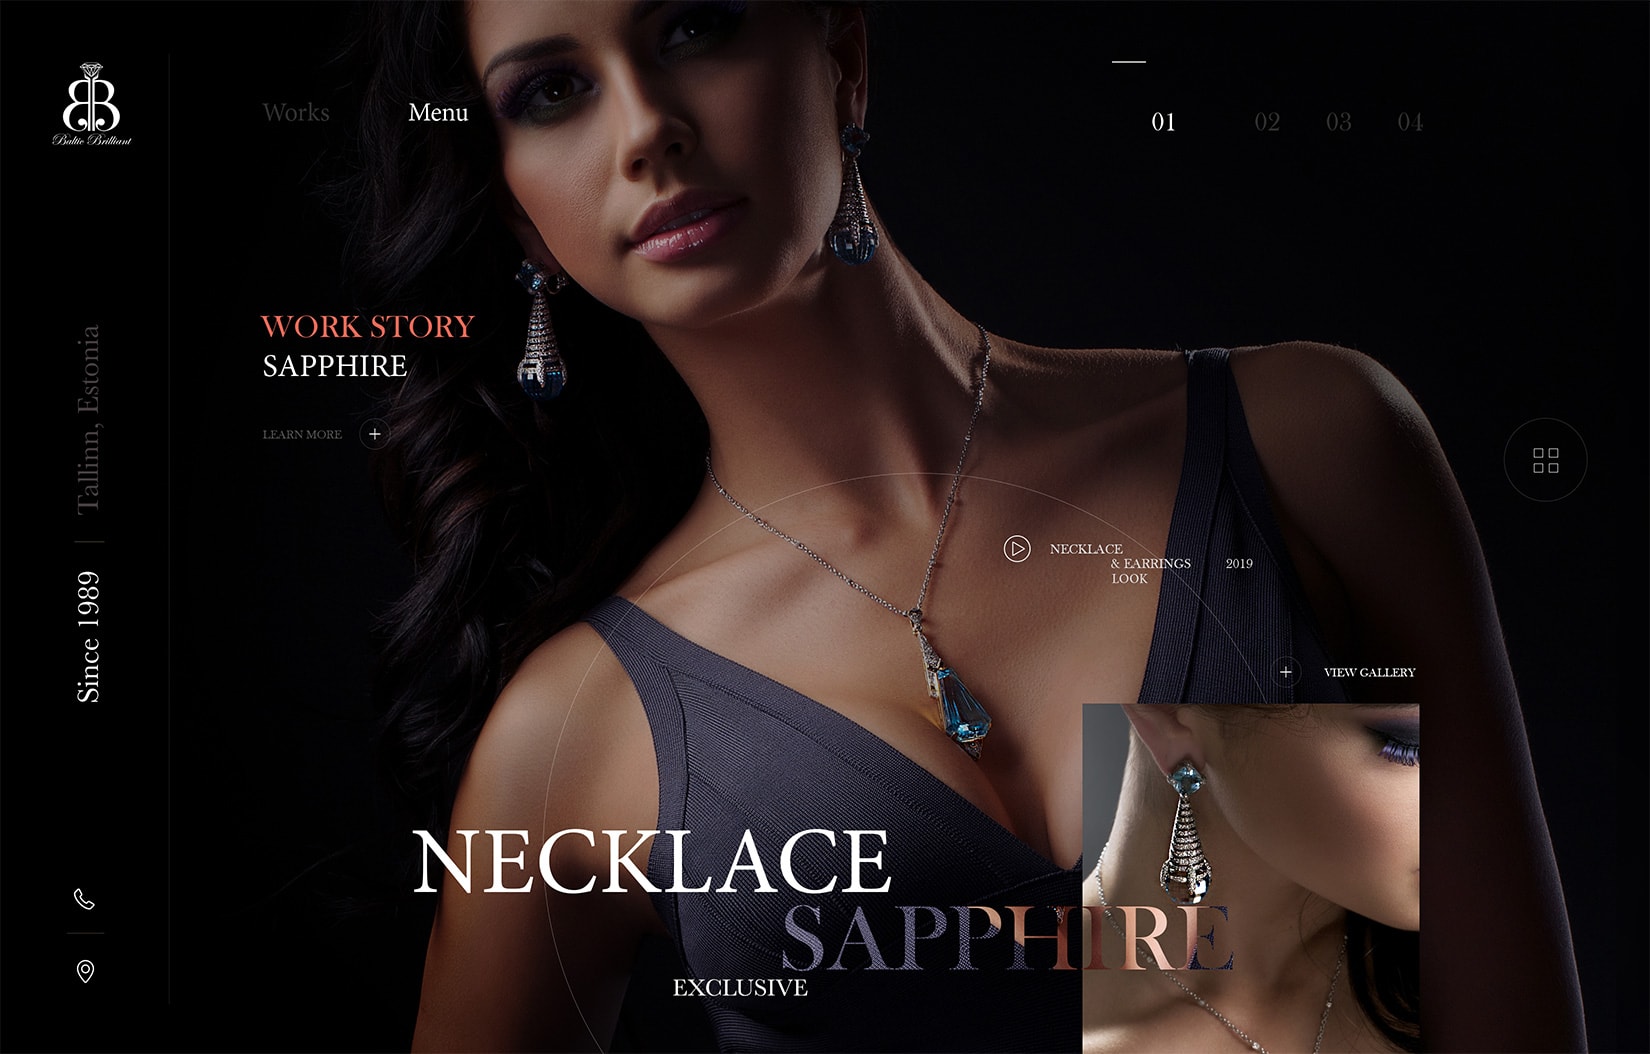 Baltic Brilliant
Works
Menu
01
02
03
04
WORK STORY
SAPPHIRE
LEARN MORE
Tallinn, Estonia
Since 1989
NECKLACE
& EARRINGS
LOOK
2019
VIEW GALLERY
NECKLACE
SAPPHIRE
EXCLUSIVE